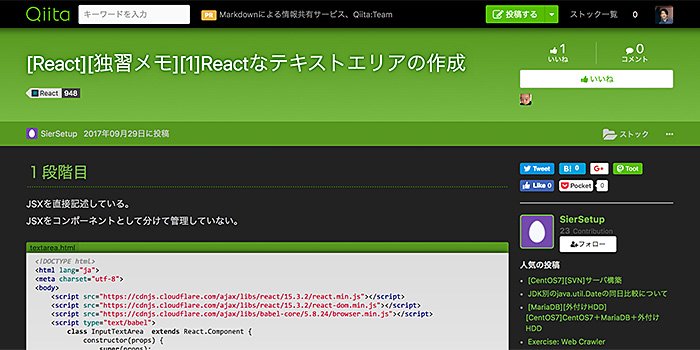 Qiita
キーワードを入力
PR Markdownによる情報共有サービス、Qiita:Team
投稿する
ストック一覧
0
[React][独習メモ][1]Reactなテキストエリアの作成
React 948
1
いいね
0
コメント
いいね
SierSetup 2017年09月29日に投稿
ストック
１段階目
JSXを直接記述している。
JSXをコンポーネントとして分けて管理していない。
textarea.html
<!DOCTYPE html>
<html lang="ja">
<meta charset="utf-8">
<body>
<script src="https://cdnjs.cloudflare.com/ajax/libs/react/15.3.2/react.min.js"></script>
<script src="https://cdnjs.cloudflare.com/ajax/libs/react/15.3.2/react-dom.min.js"></script>
<script src="https://cdnjs.cloudflare.com/ajax/libs/babel-core/5.8.24/browser.min.js"></script>
<script type="text/babel">
class InputTextArea extends React.Component {
constructor(props) {
super(props);
Tweet
B! 0
G+
Toot
Like 0
Pocket 0
SierSetup
23 Contribution
フォロー
人気の投稿
[CentOS7][SVN]サーバ構築
JDK別のjava.util.Dateの同日比較について
[MariaDB][外付けHDD]
[CentOS7]CentOS7＋MariaDB＋外付け
HDD
Exercise: Web Crawler